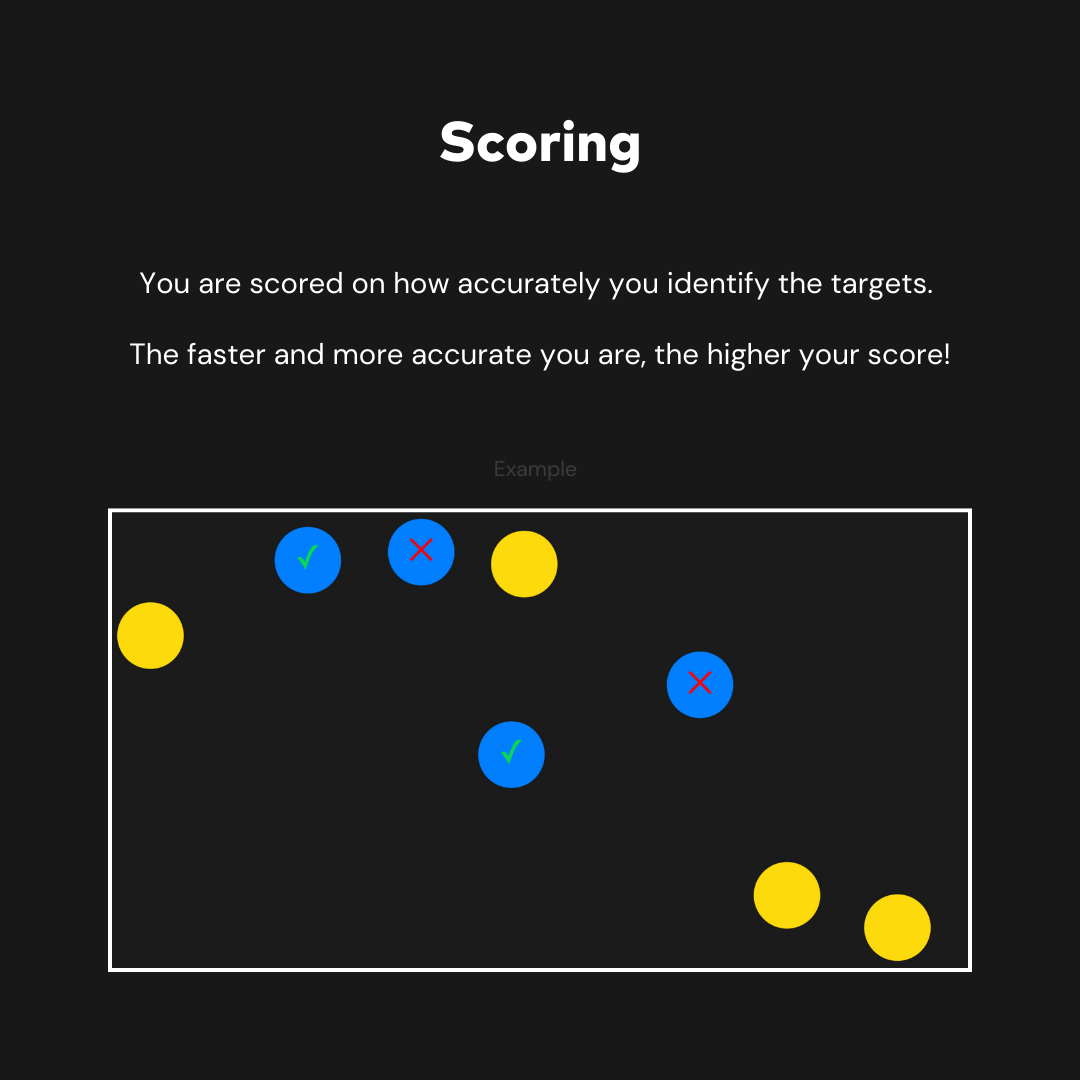 Scoring
You are scored on how accurately you identify the targets.
The faster and more accurate you are, the higher your score!
Example